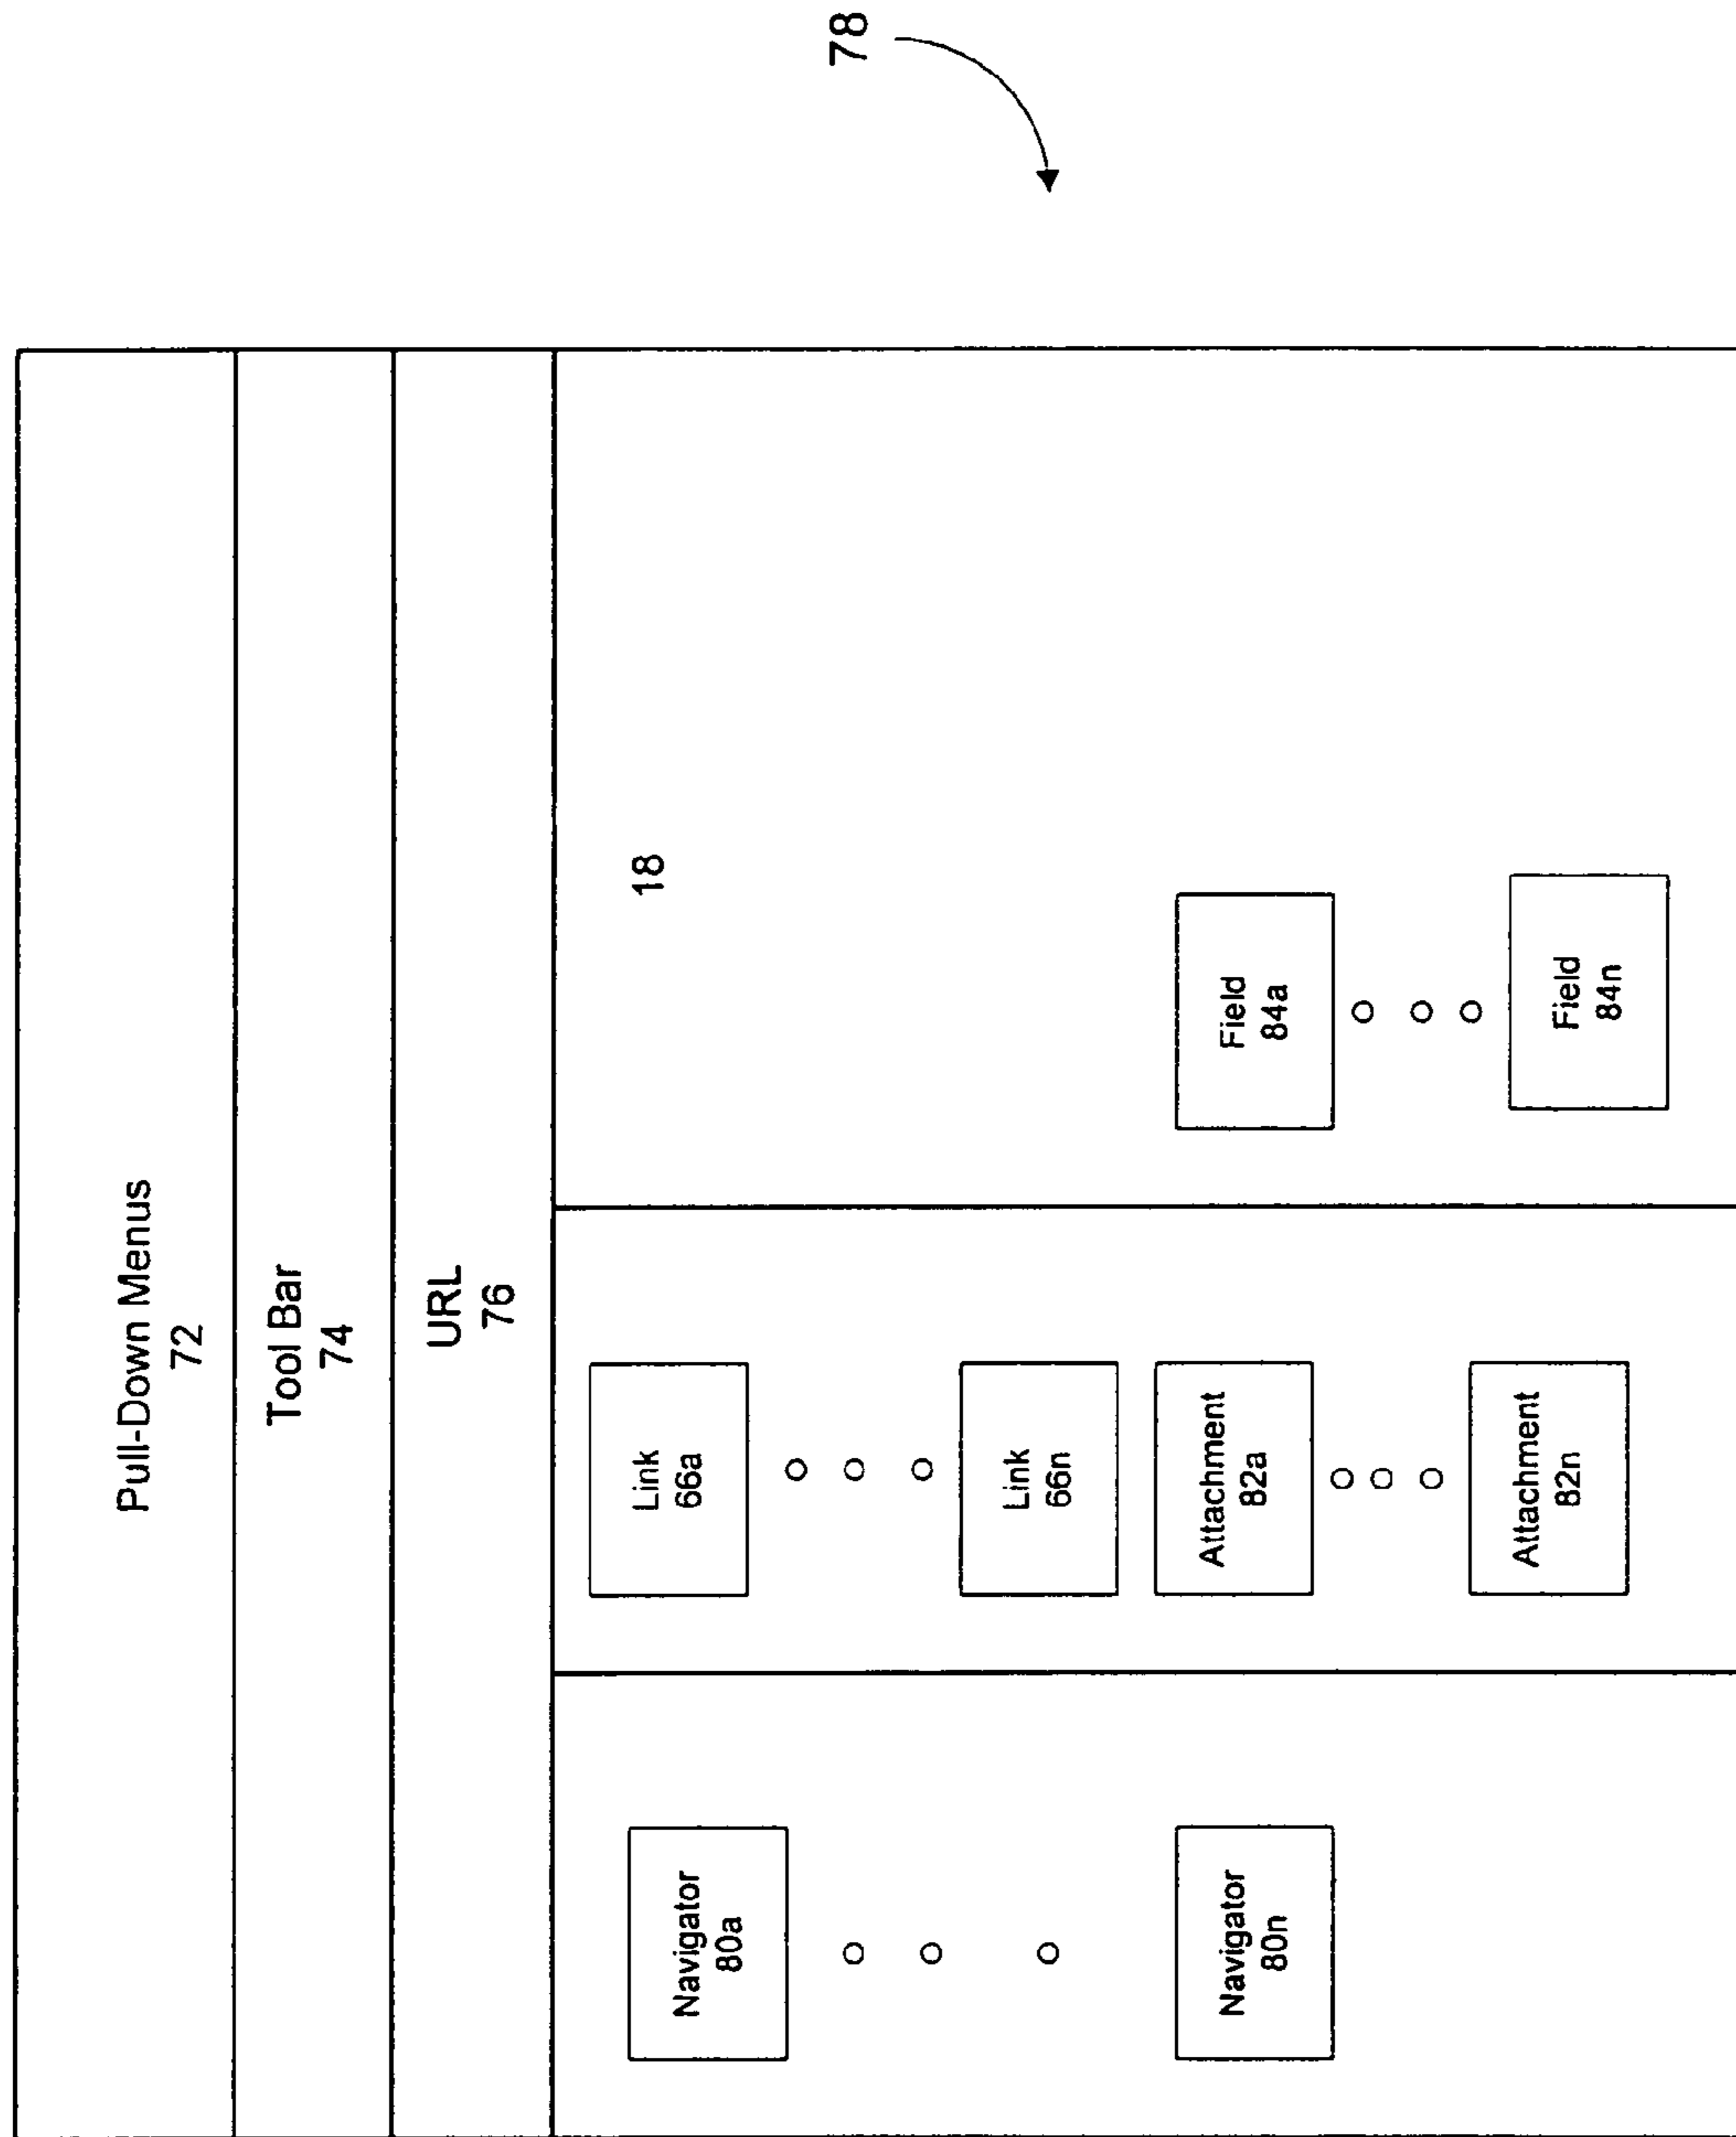 78
Pull-Down Menus
72
Tool Bar
74
URL
76
Navigator
80a
Navigator
80n
Link
66a
Link
66n
Attachment
82a
Attachment
82n
18
Field
84a
Field
84n